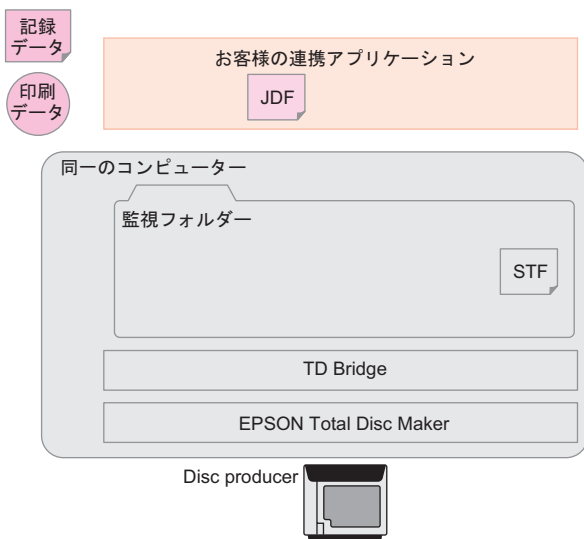 記録
データ
お客様の連携アプリケーション
JDF
印刷
データ
同一のコンピューター
監視フォルダー
STF
TD Bridge
EPSON Total Disc Maker
Disc producer